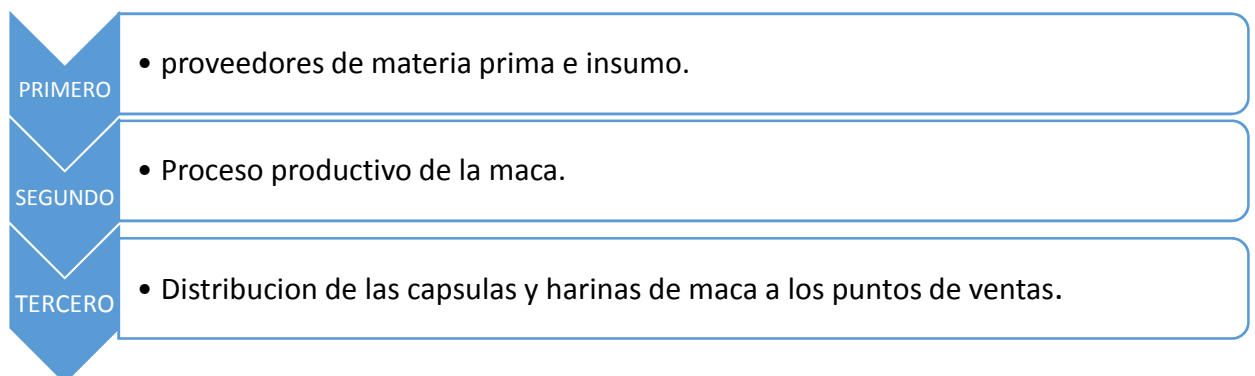 PRIMERO
• proveedores de materia prima e insumo.
SEGUNDO
• Proceso productivo de la maca.
TERCERO
• Distribucion de las capsulas y harinas de maca a los puntos de ventas.